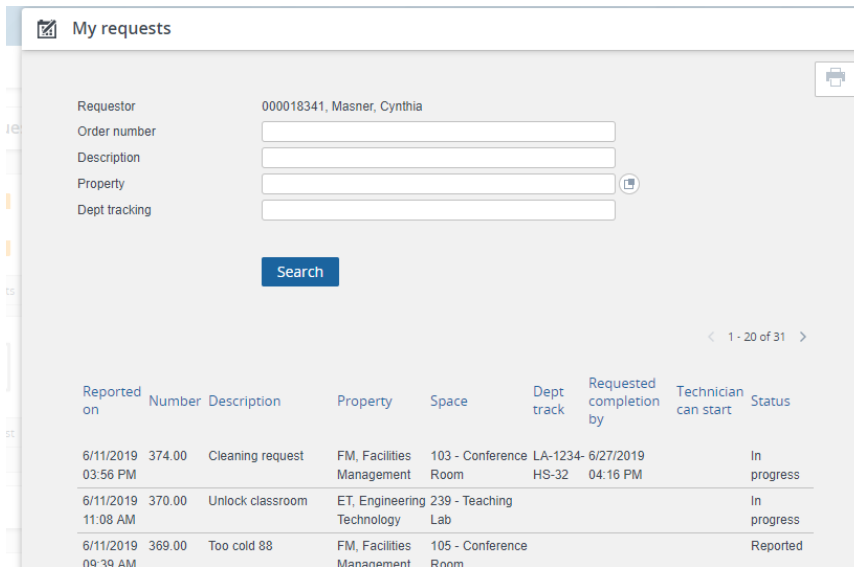 My requests
Requestor 000018341, Masner, Cynthia
Order number
Description
Property
Dept tracking
Search
1 - 20 of 31
Reported on Number Description Property Space Dept track Requested completion by Technician can start Status
6/11/2019 374.00 Cleaning request FM, Facilities 103 - Conference LA-1234- 6/27/2019 In
03:56 PM Management Room HS-32 04:16 PM progress
6/11/2019 370.00 Unlock classroom ET, Engineering 239 - Teaching In
11:08 AM Technology Lab progress
6/11/2019 369.00 Too cold 88 FM, Facilities 105 - Conference Reported
09:39 AM Management Room